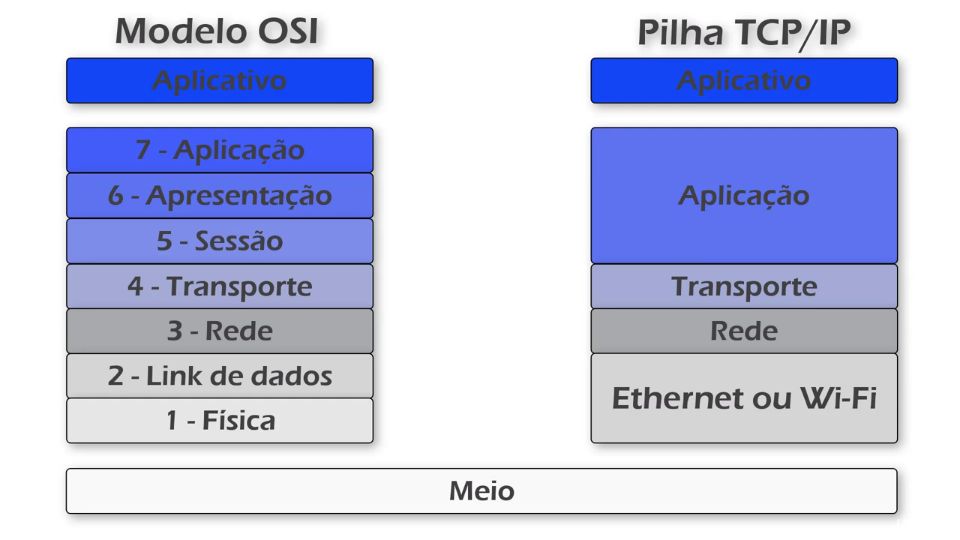 Modelo OSI
Aplicativo
7 - Aplicação
6 - Apresentação
5 - Sessão
4 - Transporte
3 - Rede
2 - Link de dados
1 - Física
Pilha TCP/IP
Aplicativo
Aplicação
Transporte
Rede
Ethernet ou Wi-Fi
Meio